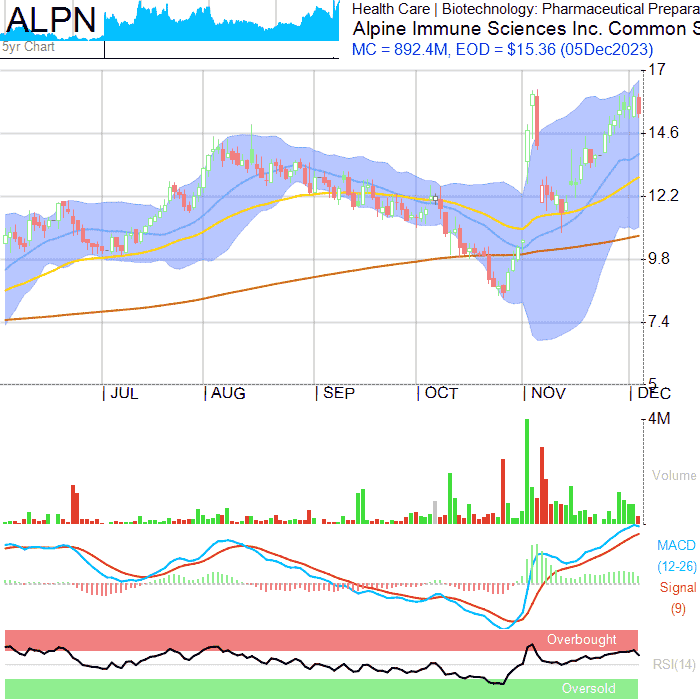 ALPN
5yr Chart
Health Care | Biotechnology: Pharmaceutical Prepara
Alpine Immune Sciences Inc. Common S
MC = 892.4M, EOD = $15.36 (05Dec2023)
17
14.6
12.2
9.8
7.4
5
JUL AUG SEP OCT NOV DEC
4M
Volume
MACD
(12-26)
Signal
(9)
Overbought
RSI(14)
Oversold